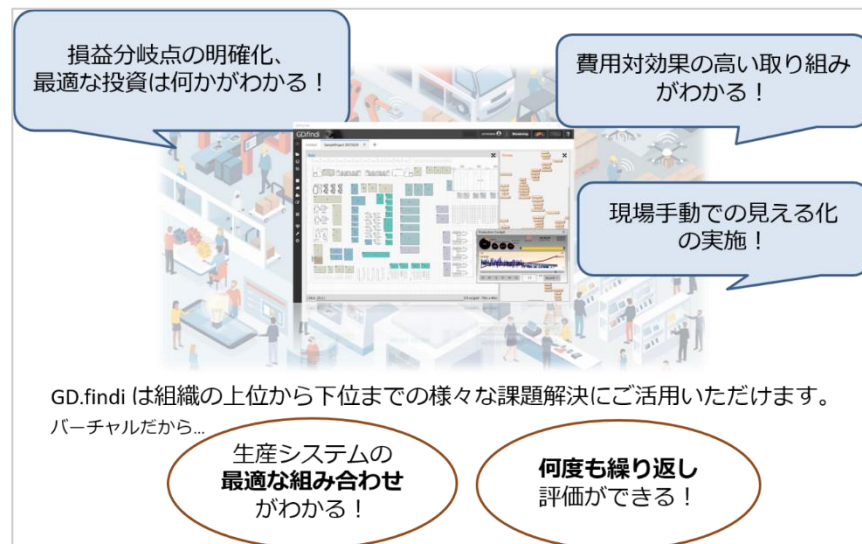 損益分岐点の明確化、
最適な投資は何かがわかる！
費用対効果の高い取り組み
がわかる！
GD.findi
現場手動での見える化
の実施！
GD.findi は組織の上位から下位までの様々な課題解決にご活用いただけます。
バーチャルだから...
生産システムの
最適な組み合わせ
がわかる！
何度も繰り返し
評価ができる！